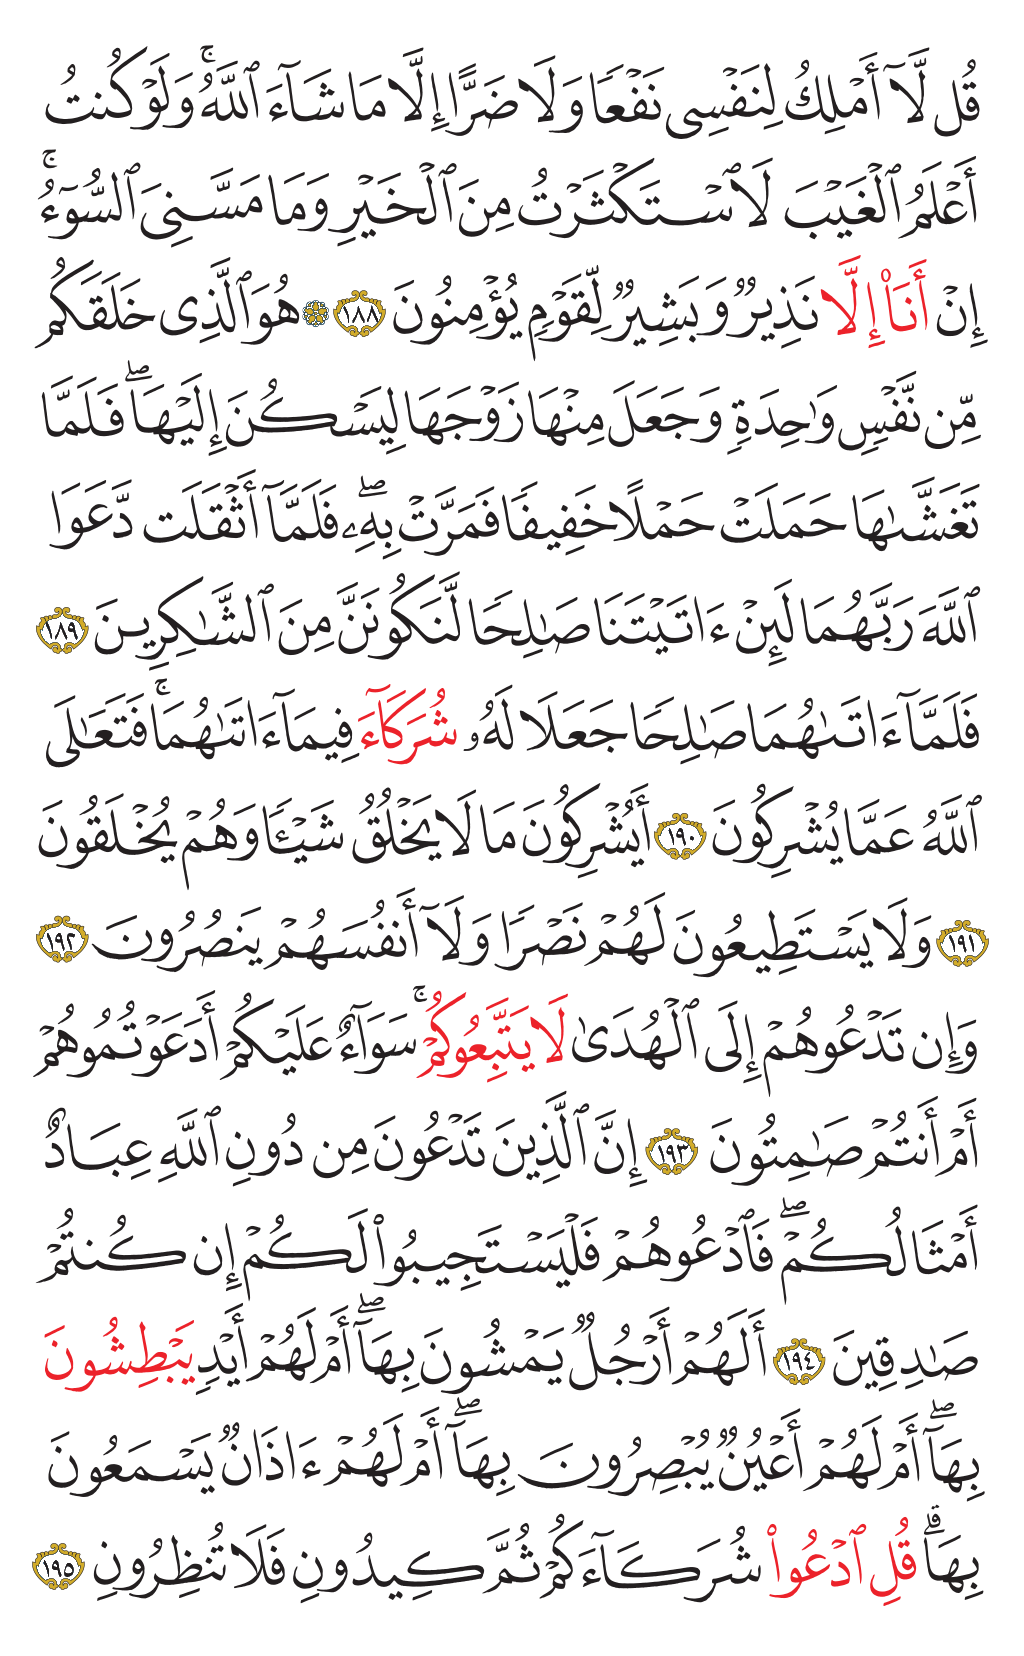 قُل لَّآ أَمْلِكُ لِنَفْسِى نَفْعًا وَلَا ضَرًّا إِلَّا مَا شَآءَ ٱللَّهُ ۚ وَلَوْ كُنتُ
أَعْلَمُ ٱلْغَيْبَ لَٱسْتَكْثَرْتُ مِنَ ٱلْخَيْرِ وَمَا مَسَّنِىَ ٱلسُّوٓءُ ۚ
إِنْ أَنَا۠ إِلَّا نَذِيرٌ وَبَشِيرٌ لِّقَوْمٍ يُؤْمِنُونَ ١٨٨ ۞ هُوَ ٱلَّذِى خَلَقَكُم
مِّن نَّفْسٍ وَٰحِدَةٍ وَجَعَلَ مِنْهَا زَوْجَهَا لِيَسْكُنَ إِلَيْهَا ۖ فَلَمَّا
تَغَشَّىٰهَا حَمَلَتْ حَمْلًا خَفِيفًا فَمَرَّتْ بِهِۦ ۖ فَلَمَّآ أَثْقَلَت دَّعَوَا
ٱللَّهَ رَبَّهُمَا لَئِنْ ءَاتَيْتَنَا صَٰلِحًا لَّنَكُونَنَّ مِنَ ٱلشَّٰكِرِينَ ١٨٩
فَلَمَّآ ءَاتَىٰهُمَا صَٰلِحًا جَعَلَا لَهُۥ شُرَكَآءَ فِيمَآ ءَاتَىٰهُمَا ۚ فَتَعَٰلَى
ٱللَّهُ عَمَّا يُشْرِكُونَ ١٩٠ أَيُشْرِكُونَ مَا لَا يَخْلُقُ شَيْـًٔا وَهُمْ يُخْلَقُونَ
١٩١ وَلَا يَسْتَطِيعُونَ لَهُمْ نَصْرًا وَلَآ أَنفُسَهُمْ يَنصُرُونَ ١٩٢
وَإِن تَدْعُوهُمْ إِلَى ٱلْهُدَىٰ لَا يَتَّبِعُوكُمْ ۚ سَوَآءٌ عَلَيْكُمْ أَدَعَوْتُمُوهُمْ
أَمْ أَنتُمْ صَٰمِتُونَ ١٩٣ إِنَّ ٱلَّذِينَ تَدْعُونَ مِن دُونِ ٱللَّهِ عِبَادٌ
أَمْثَالُكُمْ ۖ فَٱدْعُوهُمْ فَلْيَسْتَجِيبُوا۟ لَكُمْ إِن كُنتُمْ
صَٰدِقِينَ ١٩٤ أَلَهُمْ أَرْجُلٌ يَمْشُونَ بِهَآ ۖ أَمْ لَهُمْ أَيْدٍ يَبْطِشُونَ
بِهَآ ۖ أَمْ لَهُمْ أَعْيُنٌ يُبْصِرُونَ بِهَآ ۖ أَمْ لَهُمْ ءَاذَانٌ يَسْمَعُونَ
بِهَا ۗ قُلِ ٱدْعُوا۟ شُرَكَآءَكُمْ ثُمَّ كِيدُونِ فَلَا تُنظِرُونِ ١٩٥